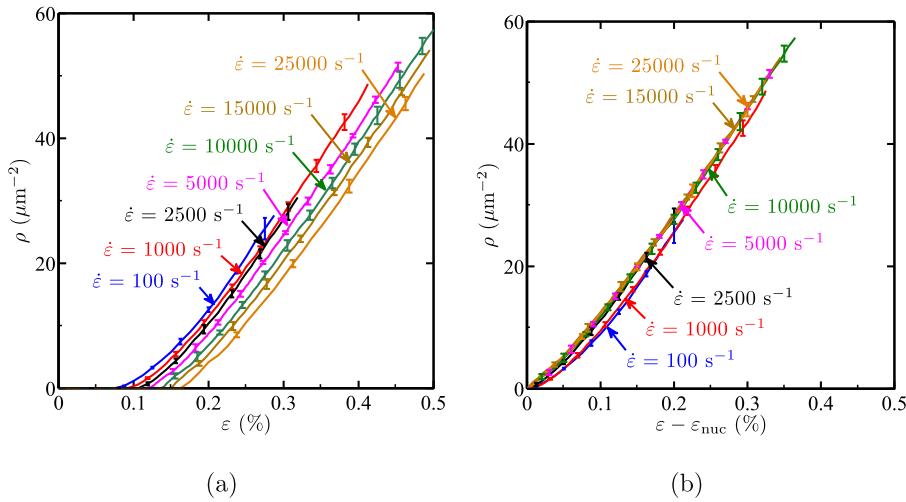 60
40
20
0
ρ (μm⁻²)
ε̇ = 25000 s⁻¹
ε̇ = 15000 s⁻¹
ε̇ = 10000 s⁻¹
ε̇ = 5000 s⁻¹
ε̇ = 2500 s⁻¹
ε̇ = 1000 s⁻¹
ε̇ = 100 s⁻¹
0 0.1 0.2 0.3 0.4 0.5
ε (%)
(a)
60
40
20
0
ρ (μm⁻²)
ε̇ = 25000 s⁻¹
ε̇ = 15000 s⁻¹
ε̇ = 10000 s⁻¹
ε̇ = 5000 s⁻¹
ε̇ = 2500 s⁻¹
ε̇ = 1000 s⁻¹
ε̇ = 100 s⁻¹
0 0.1 0.2 0.3 0.4 0.5
ε − εnuc (%)
(b)